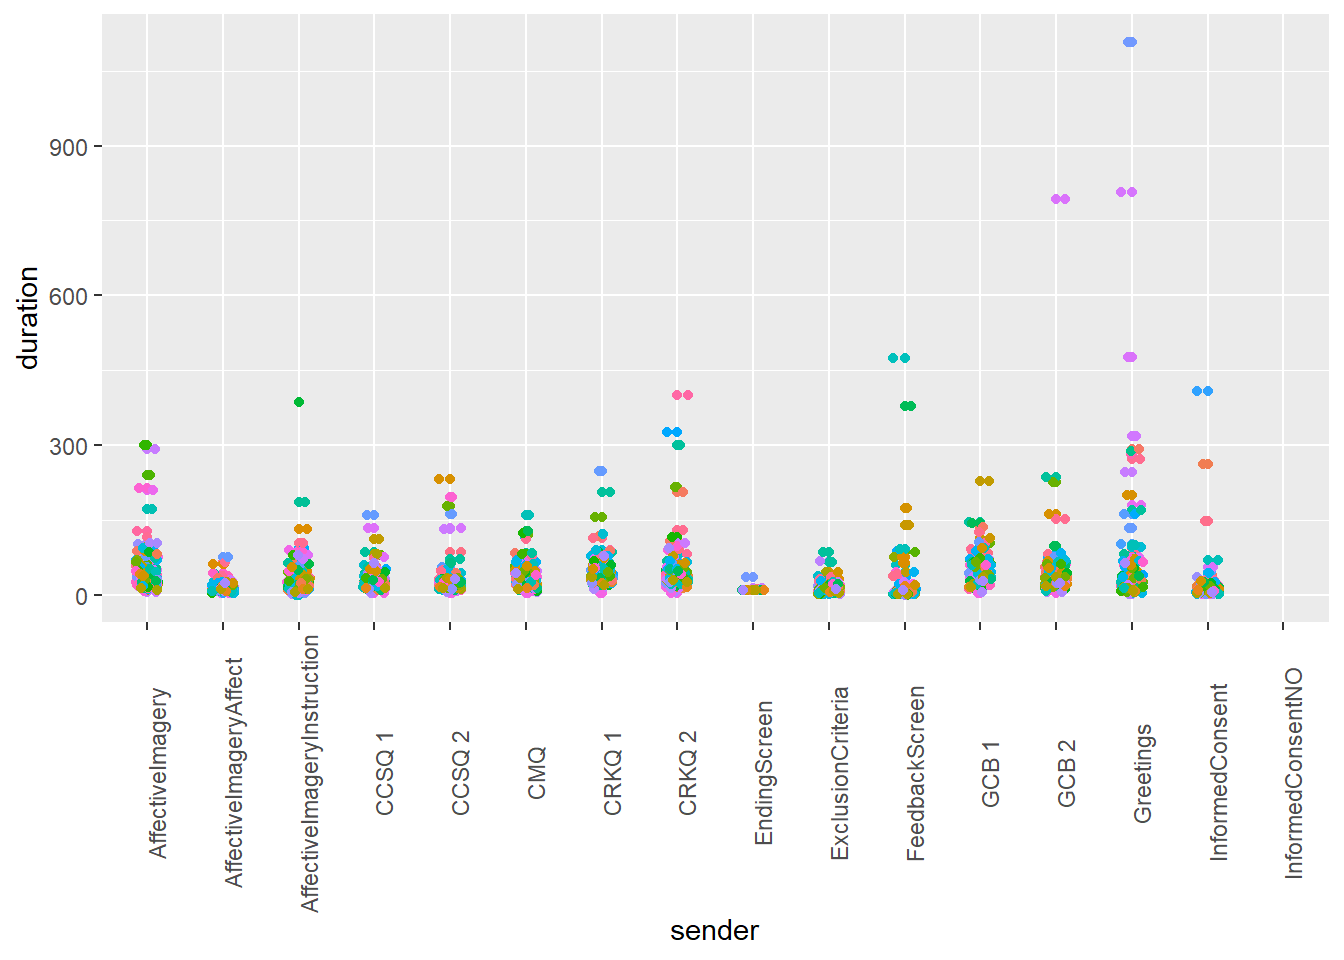 900
600
300
0
duration
AffectiveImagery
AffectiveImageryAffect
AffectiveImageryInstruction
CCSQ 1
CCSQ 2
CMQ
CRKQ 1
CRKQ 2
EndingScreen
ExclusionCriteria
FeedbackScreen
GCB 1
GCB 2
Greetings
InformedConsent
InformedConsentNO
sender